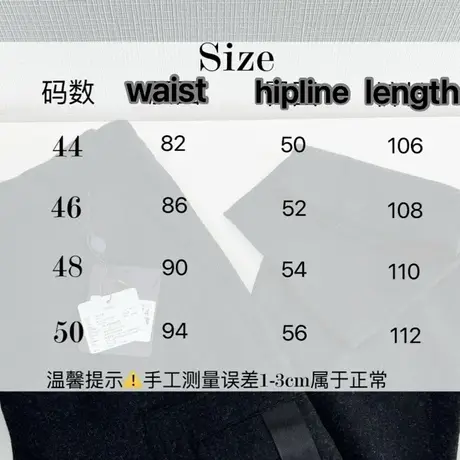 Size
码数 waist hipline length
44 82 50 106
46 86 52 108
48 90 54 110
50 94 56 112
温馨提示⚠️手工测量误差1-3cm属于正常